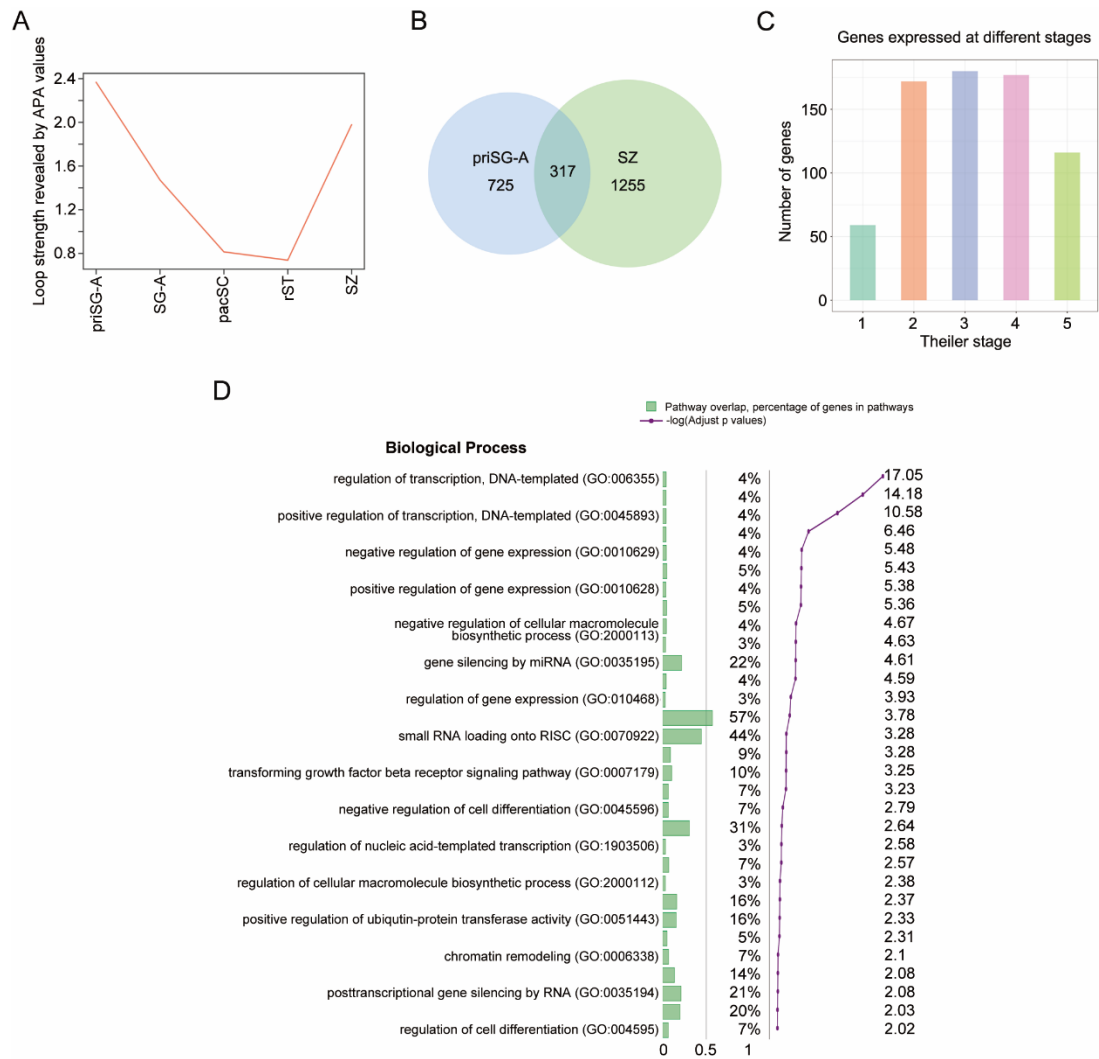 A
Loop strength revealed by APA values
2.4
2.0
1.6
1.2
0.8
priSG-A
SG-A
pacSC
rST
SZ
B
priSG-A
725
317
SZ
1255
C
Genes expressed at different stages
Number of genes
150
100
50
0
1 2 3 4 5
Theiler stage
D
Pathway overlap, percentage of genes in pathways
-log(Adjust p values)
Biological Process
regulation of transcription, DNA-templated (GO:006355) 4% 17.05
4% 14.18
positive regulation of transcription, DNA-templated (GO:0045893) 4% 10.58
4% 6.46
negative regulation of gene expression (GO:0010629) 4% 5.48
5% 5.43
positive regulation of gene expression (GO:0010628) 4% 5.38
5% 5.36
negative regulation of cellular macromolecule
biosynthetic process (GO:2000113) 4% 4.67
3% 4.63
gene silencing by miRNA (GO:0035195) 22% 4.61
4% 4.59
regulation of gene expression (GO:010468) 3% 3.93
57% 3.78
small RNA loading onto RISC (GO:0070922) 44% 3.28
9% 3.28
transforming growth factor beta receptor signaling pathway (GO:0007179) 10% 3.25
7% 3.23
negative regulation of cell differentiation (GO:0045596) 7% 2.79
31% 2.64
regulation of nucleic acid-templated transcription (GO:1903506) 3% 2.58
7% 2.57
regulation of cellular macromolecule biosynthetic process (GO:2000112) 3% 2.38
16% 2.37
positive regulation of ubiqutin-protein transferase activity (GO:0051443) 16% 2.33
5% 2.31
chromatin remodeling (GO:0006338) 7% 2.1
14% 2.08
posttranscriptional gene silencing by RNA (GO:0035194) 21% 2.08
20% 2.03
regulation of cell differentiation (GO:004595) 7% 2.02
0 0.5 1